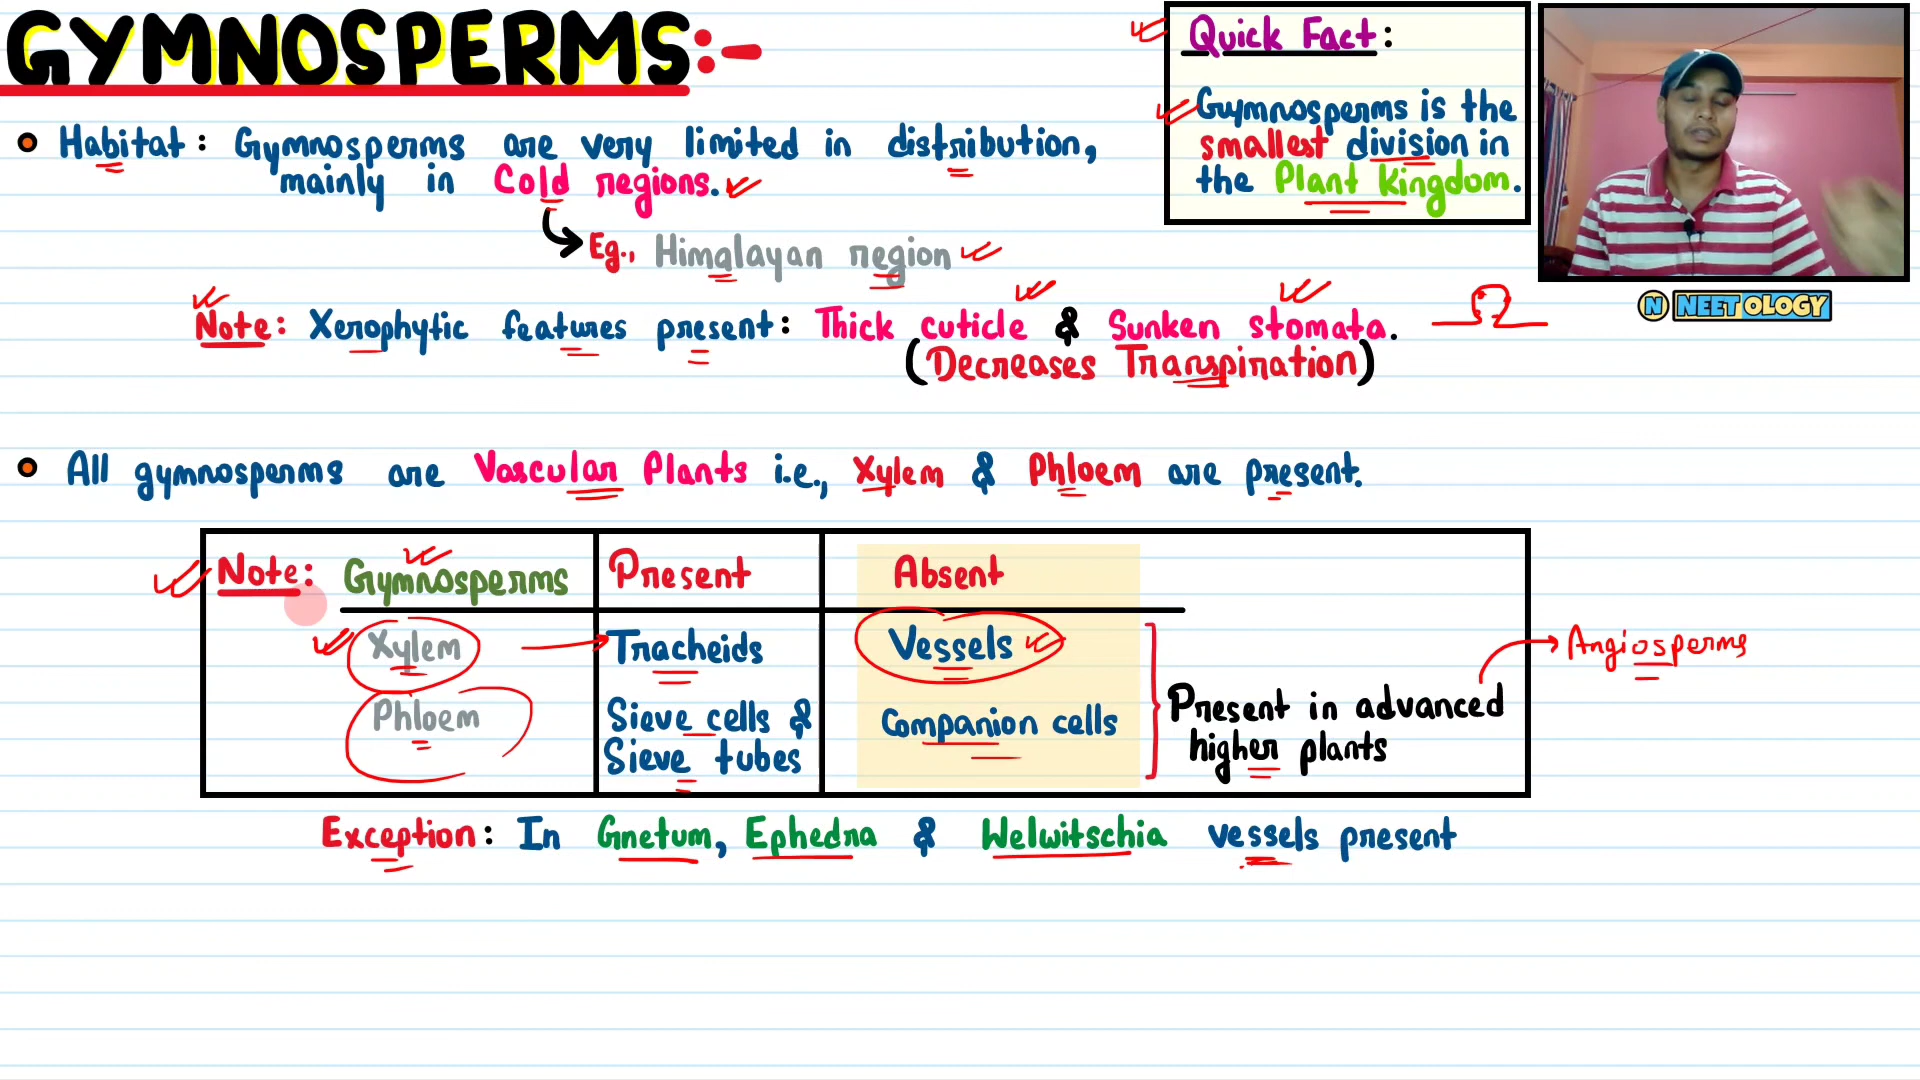 GYMNOSPERMS:-
Quick Fact:
Gymnosperms is the
smallest division in
the Plant Kingdom.
Habitat: Gymnosperms are very limited in distribution,
mainly in Cold regions.
Eg., Himalayan region
Note: Xerophytic features present: Thick cuticle & Sunken stomata.
(Decreases Transpiration)
N NEETOLOGY
All gymnosperms are Vascular Plants i.e., Xylem & Phloem are present.
Note: Gymnosperms Present Absent
Xylem Tracheids Vessels
Phloem Sieve cells & Companion cells
Sieve tubes
Present in advanced
higher plants
Angiosperms
Exception: In Gnetum, Ephedra & Welwitschia vessels present